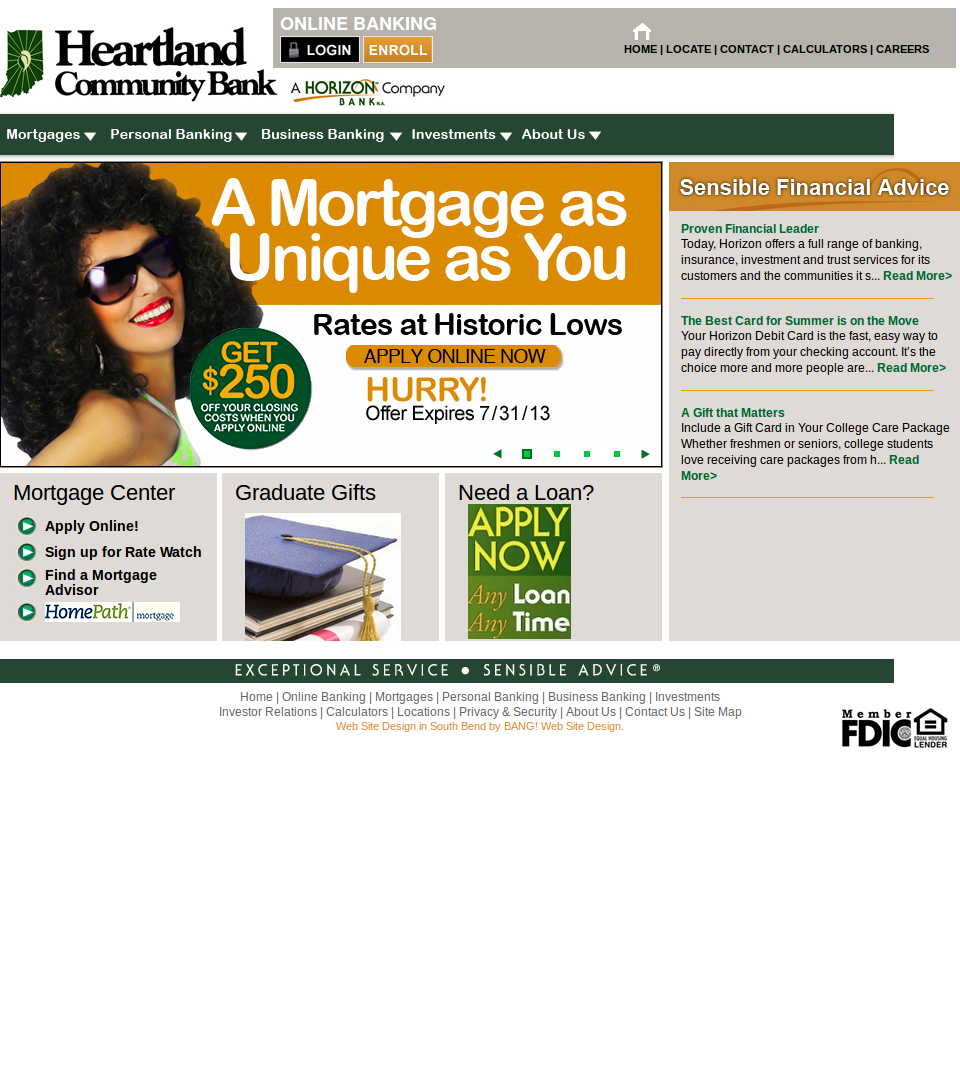 ONLINE BANKING
LOGIN ENROLL
HOME | LOCATE | CONTACT | CALCULATORS | CAREERS
Heartland
Community Bank
A HORIZON Company
BANK N.A.
Mortgages Personal Banking Business Banking Investments About Us
A Mortgage as
Unique as You
Rates at Historic Lows
APPLY ONLINE NOW
HURRY!
Offer Expires 7/31/13
GET
$250
OFF YOUR CLOSING
COSTS WHEN YOU
APPLY ONLINE
Sensible Financial Advice
Proven Financial Leader
Today, Horizon offers a full range of banking,
insurance, investment and trust services for its
customers and the communities it s... Read More>
The Best Card for Summer is on the Move
Your Horizon Debit Card is the fast, easy way to
pay directly from your checking account. It's the
choice more and more people are... Read More>
A Gift that Matters
Include a Gift Card in Your College Care Package
Whether freshmen or seniors, college students
love receiving care packages from h... Read
More>
Mortgage Center
Apply Online!
Sign up for Rate Watch
Find a Mortgage
Advisor
HomePath® mortgage
Graduate Gifts
Need a Loan?
APPLY
NOW
Any Loan
Any Time
EXCEPTIONAL SERVICE • SENSIBLE ADVICE®
Home | Online Banking | Mortgages | Personal Banking | Business Banking | Investments
Investor Relations | Calculators | Locations | Privacy & Security | About Us | Contact Us | Site Map
Web Site Design in South Bend by BANG! Web Site Design.
Member
FDIC
EQUAL HOUSING
LENDER